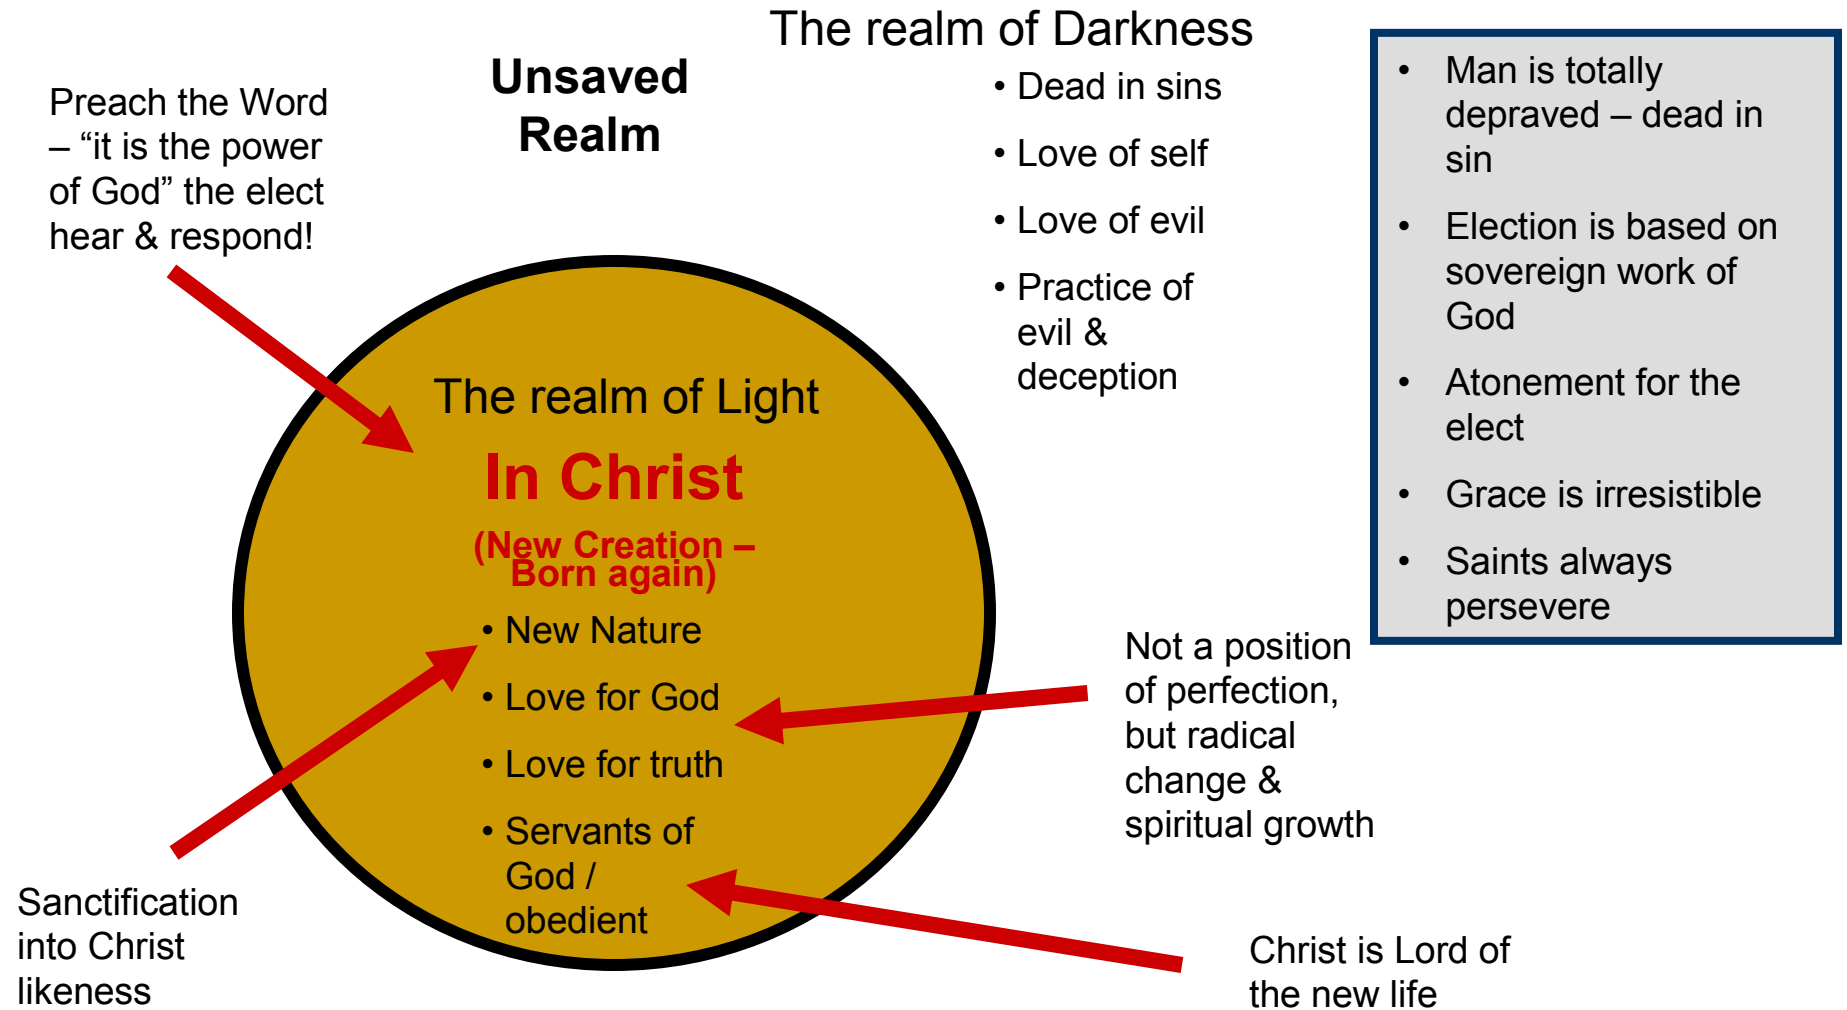 The realm of Darkness
Unsaved
Realm
Preach the Word
– “it is the power
of God” the elect
hear & respond!
• Dead in sins
• Love of self
• Love of evil
• Practice of
evil &
deception
• Man is totally
depraved – dead in
sin
• Election is based on
sovereign work of
God
• Atonement for the
elect
• Grace is irresistible
• Saints always
persevere
The realm of Light
In Christ
(New Creation –
Born again)
• New Nature
• Love for God
• Love for truth
• Servants of
God /
obedient
Not a position
of perfection,
but radical
change &
spiritual growth
Sanctification
into Christ
likeness
Christ is Lord of
the new life